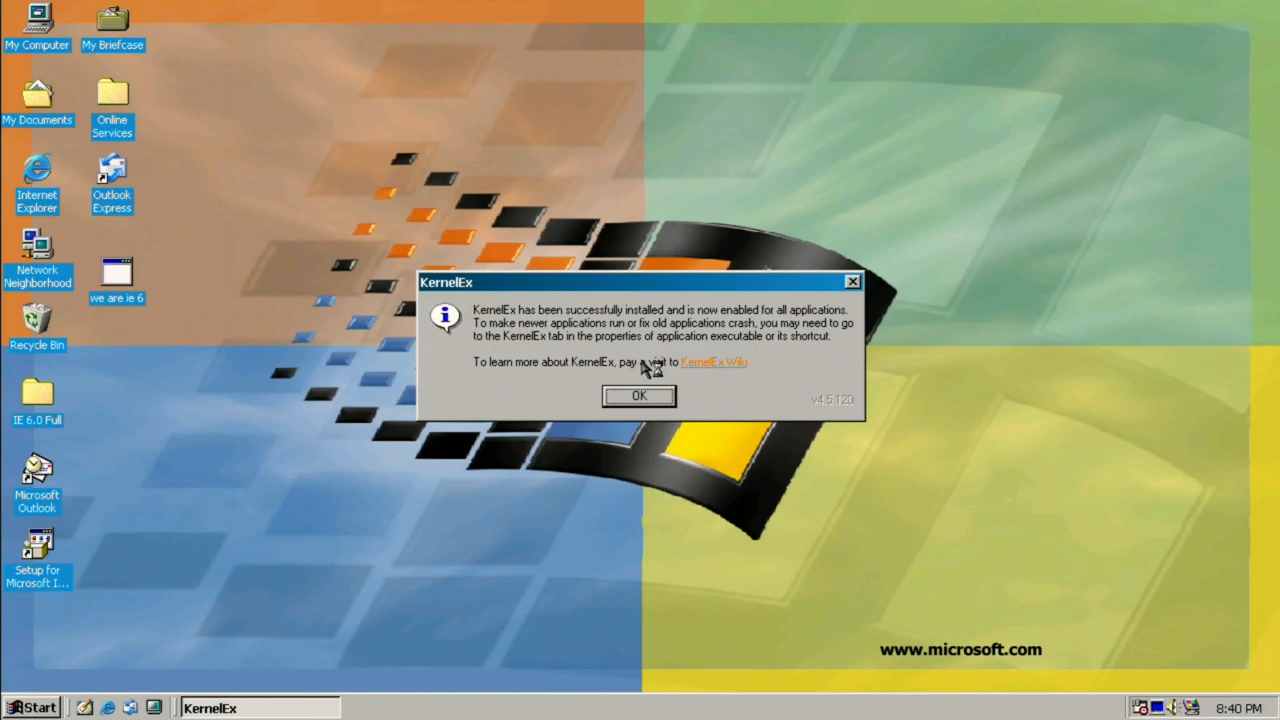 My Computer
My Briefcase
My Documents
Online
Services
Internet
Explorer
Outlook
Express
Network
Neighborhood
we are ie 6
Recycle Bin
IE 6.0 Full
Microsoft
Outlook
Setup for
Microsoft I...
KernelEx
KernelEx has been successfully installed and is now enabled for all applications.
To make newer applications run or fix old applications crash, you may need to go
to the KernelEx tab in the properties of application executable or its shortcut.
To learn more about KernelEx, pay a visit to KernelEx Wiki
OK
v4.5.120
www.microsoft.com
Start
KernelEx
8:40 PM